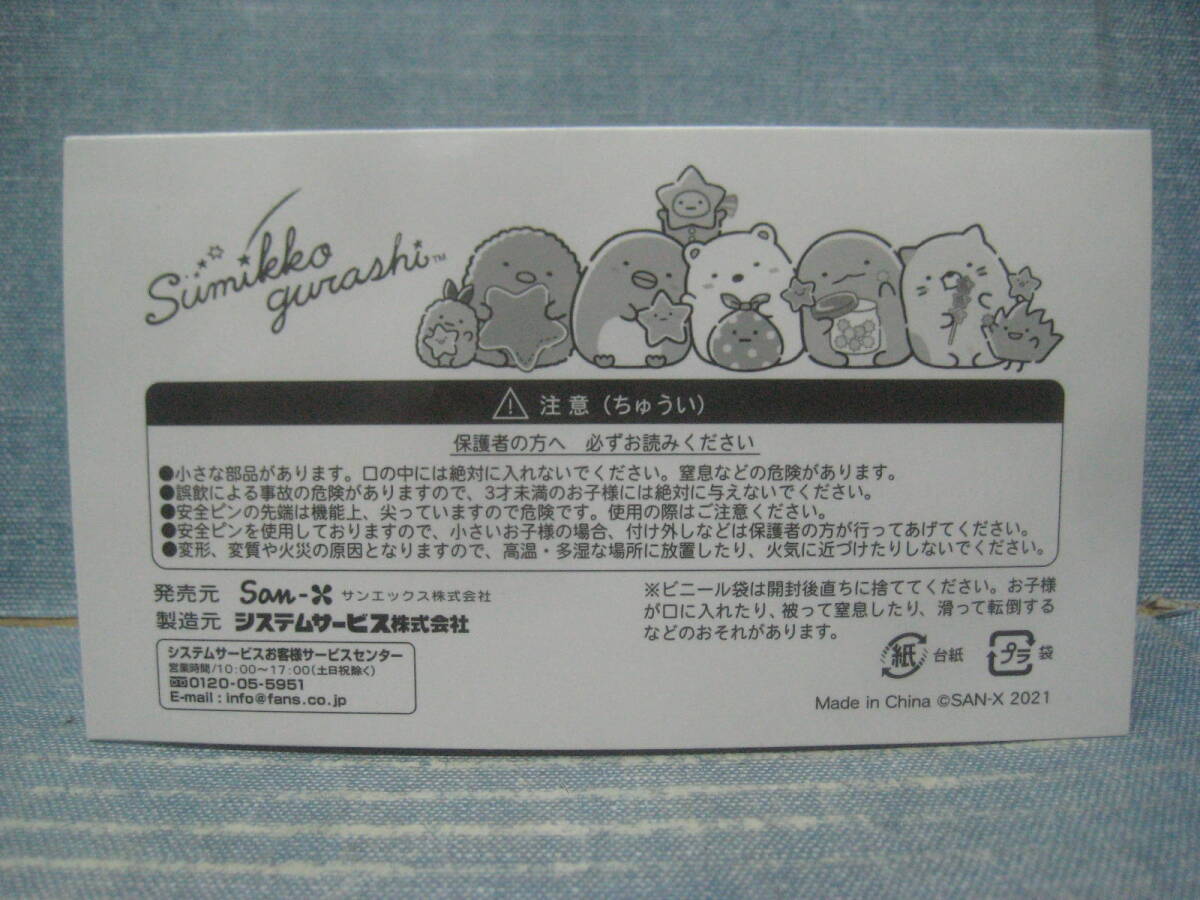 Sumikko
gurashi™
注意(ちゅうい)
保護者の方へ 必ずお読みください
●小さな部品があります。口の中には絶対に入れないでください。窒息などの危険があります。
●誤飲による事故の危険がありますので、3才未満のお子様には絶対に与えないでください。
●安全ピンの先端は機能上、尖っていますので危険です。使用の際はご注意ください。
●安全ピンを使用しておりますので、小さいお子様の場合、付け外しなどは保護者の方が行ってあげてください。
●変形、変質や火災の原因となりますので、高温・多湿な場所に放置したり、火気に近づけたりしないでください。
発売元 San-X サンエックス株式会社
製造元 システムサービス株式会社
システムサービスお客様サービスセンター
営業時間/10:00~17:00(土日祝除く)
0120-05-5951
E-mail : info@fans.co.jp
※ビニール袋は開封後直ちに捨ててください。お子様
が口に入れたり、被って窒息したり、滑って転倒する
などのおそれがあります。
紙 台紙 プラ 袋
Made in China ©SAN-X 2021